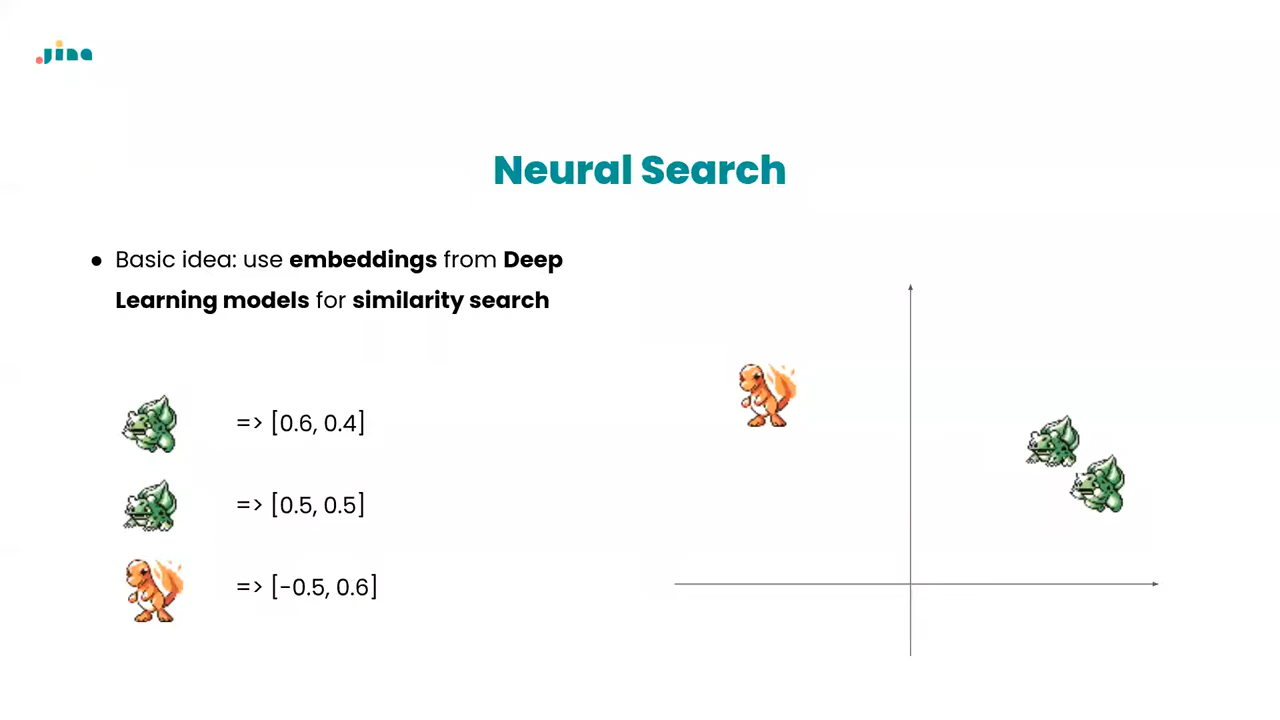 Jina
Neural Search
● Basic idea: use embeddings from Deep
Learning models for similarity search
=> [0.6, 0.4]
=> [0.5, 0.5]
=> [-0.5, 0.6]